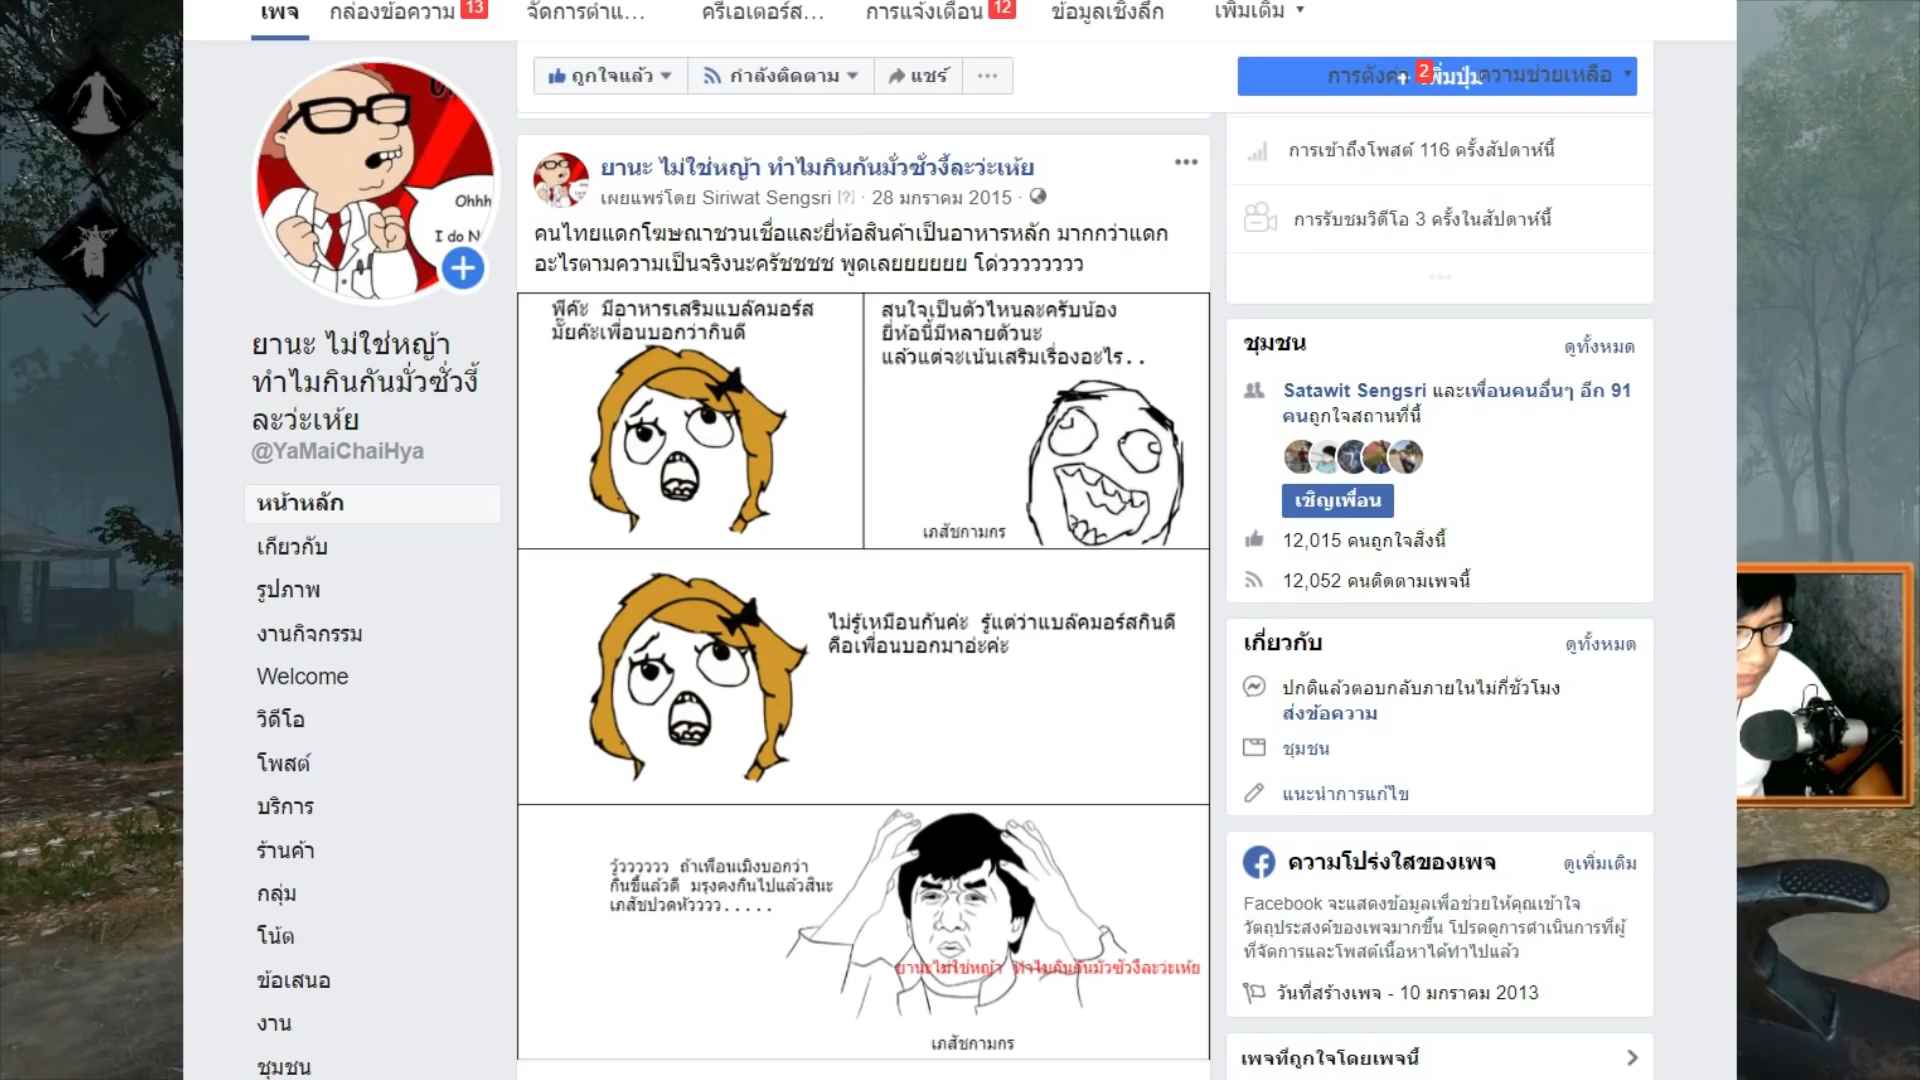 เพจ
กล่องข้อความ 13
จัดการตำแ...
ครีเอเตอร์ส...
การแจ้งเตือน 12
ข้อมูลเชิงลึก
เพิ่มเติม
ถูกใจแล้ว
กำลังติดตาม
แชร์
การตั้งค่า 2
+ เพิ่มปุ่ม
ความช่วยเหลือ
Ohhh
I do N
ยานะ ไม่ใช่หญ้า
ทำไมกินกันมั่วซั่วงี้
ละว่ะเห้ย
@YaMaiChaiHya
หน้าหลัก
เกี่ยวกับ
รูปภาพ
งานกิจกรรม
Welcome
วิดีโอ
โพสต์
บริการ
ร้านค้า
กลุ่ม
โน้ต
ข้อเสนอ
งาน
ชุมชน
ยานะ ไม่ใช่หญ้า ทำไมกินกันมั่วซั่วงี้ละว่ะเห้ย
เผยแพร่โดย Siriwat Sengsri [?] · 28 มกราคม 2015 ·
คนไทยแดกโฆษณาชวนเชื่อและยี่ห้อสินค้าเป็นอาหารหลัก มากกว่าแดก
อะไรตามความเป็นจริงนะครัชชชช พูดเลยยยยยย โด่วววววววว
พี่ค๊ะ มีอาหารเสริมแบล๊คมอร์ส
มั๊ยค๊ะเพื่อนบอกว่ากินดี
สนใจเป็นตัวไหนละครับน้อง
ยี่ห้อนี้มีหลายตัวนะ
แล้วแต่จะเน้นเสริมเรื่องอะไร..
เภสัชกามกร
ไม่รู้เหมือนกันค่ะ รู้แต่ว่าแบล๊คมอร์สกินดี
คือเพื่อนบอกมาอ่ะค่ะ
วู้วววววว ถ้าเพื่อนเมิงบอกว่า
กินขี้แล้วดี มรุงคงกินไปแล้วสินะ
เภสัชปวดหัวววว.....
ยานะไม่ใช่หญ้า ทำไมกินกันมั่วซั่วงี้ละว่ะเห้ย
เภสัชกามกร
การเข้าถึงโพสต์ 116 ครั้งสัปดาห์นี้
การรับชมวิดีโอ 3 ครั้งในสัปดาห์นี้
ชุมชน
ดูทั้งหมด
Satawit Sengsri และเพื่อนคนอื่นๆ อีก 91
คนถูกใจสถานที่นี้
เชิญเพื่อน
12,015 คนถูกใจสิ่งนี้
12,052 คนติดตามเพจนี้
เกี่ยวกับ
ดูทั้งหมด
ปกติแล้วตอบกลับภายในไม่กี่ชั่วโมง
ส่งข้อความ
ชุมชน
แนะนำการแก้ไข
ความโปร่งใสของเพจ
ดูเพิ่มเติม
Facebook จะแสดงข้อมูลเพื่อช่วยให้คุณเข้าใจ
วัตถุประสงค์ของเพจมากขึ้น โปรดดูการดำเนินการที่ผู้
ที่จัดการและโพสต์เนื้อหาได้ทำไปแล้ว
วันที่สร้างเพจ - 10 มกราคม 2013
เพจที่ถูกใจโดยเพจนี้